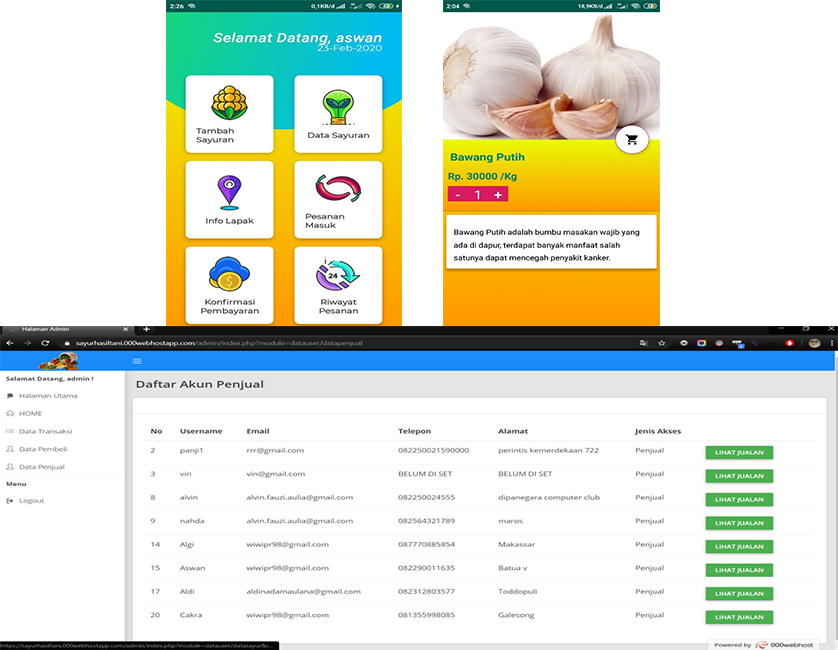 2:26
0,1KB/d
Selamat Datang, aswan
23-Feb-2020
Tambah
Sayuran
Data Sayuran
Info Lapak
Pesanan
Masuk
Konfirmasi
Pembayaran
24
Riwayat
Pesanan
2:04
18,9KB/d
Bawang Putih
Rp. 30000 /Kg
- 1 +
Bawang Putih adalah bumbu masakan wajib yang
ada di dapur, terdapat banyak manfaat salah
satunya dapat mencegah penyakit kanker.
Halaman Admin
sayurhasiltani.000webhostapp.com/admin/index.php?module=datauser/datapenjual
Selamat Datang, admin !
Halaman Utama
HOME
Data Transaksi
Data Pembeli
Data Penjual
Menu
Logout
Daftar Akun Penjual
No Username Email Telepon Alamat Jenis Akses
2 panji1 rrr@gmail.com 082250021590000 perintis kemerdekaan 722 Penjual LIHAT JUALAN
3 vin vin@gmail.com BELUM DI SET BELUM DI SET Penjual LIHAT JUALAN
8 alvin alvin.fauzi.aulia@gmail.com 082250024555 dipanegara computer club Penjual LIHAT JUALAN
9 nahda alvin.fauzi.aulia@gmail.com 082564321789 maros Penjual LIHAT JUALAN
14 Algi wiwipr98@gmail.com 087770885854 Makassar Penjual LIHAT JUALAN
15 Aswan wiwipr98@gmail.com 082290011635 Batua v Penjual LIHAT JUALAN
17 Aldi aldinadamaulana@gmail.com 082312803577 Toddopuli Penjual LIHAT JUALAN
20 Cakra wiwipr98@gmail.com 081355998085 Galesong Penjual LIHAT JUALAN
https://sayurhasiltani.000webhostapp.com/admin/index.php?module=datauser/datasayur&i...
Powered by 000webhost